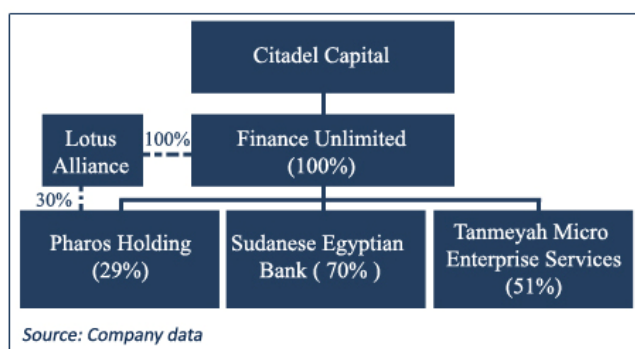 Citadel Capital
Lotus
Alliance
100%
Finance Unlimited
(100%)
30%
Pharos Holding
(29%)
Sudanese Egyptian
Bank ( 70% )
Tanmeyah Micro
Enterprise Services
(51%)
Source: Company data